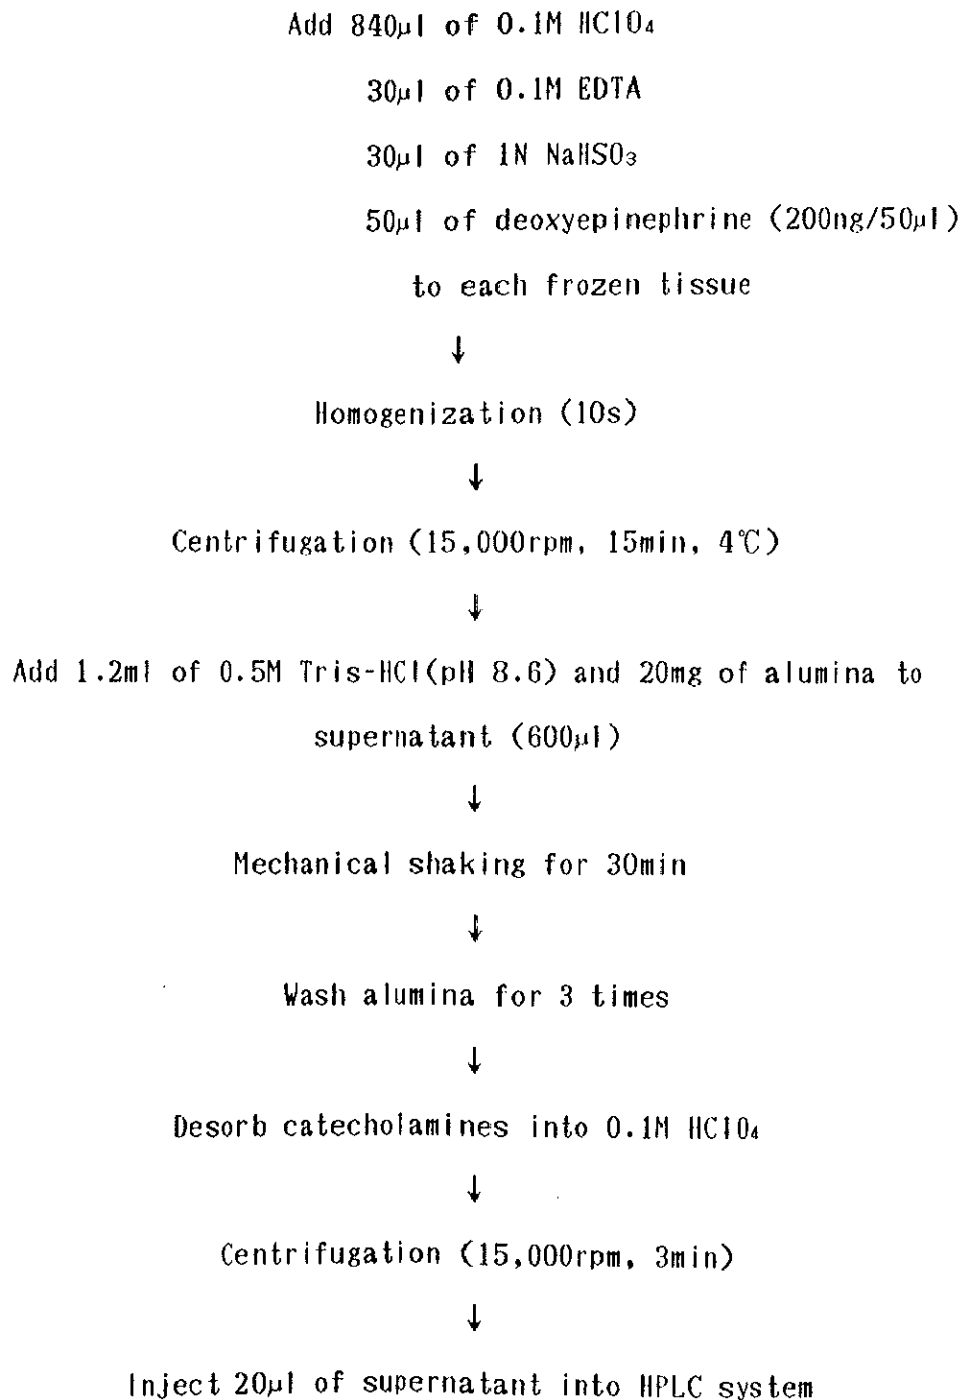 Add 840μl of 0.1M HClO₄
30μl of 0.1M EDTA
30μl of 1N NaHSO₃
50μl of deoxyepinephrine (200ng/50μl)
to each frozen tissue
↓
Homogenization (10s)
↓
Centrifugation (15,000rpm, 15min, 4℃)
↓
Add 1.2ml of 0.5M Tris-HCl(pH 8.6) and 20mg of alumina to
supernatant (600μl)
↓
Mechanical shaking for 30min
↓
Wash alumina for 3 times
↓
Desorb catecholamines into 0.1M HClO₄
↓
Centrifugation (15,000rpm, 3min)
↓
Inject 20μl of supernatant into HPLC system